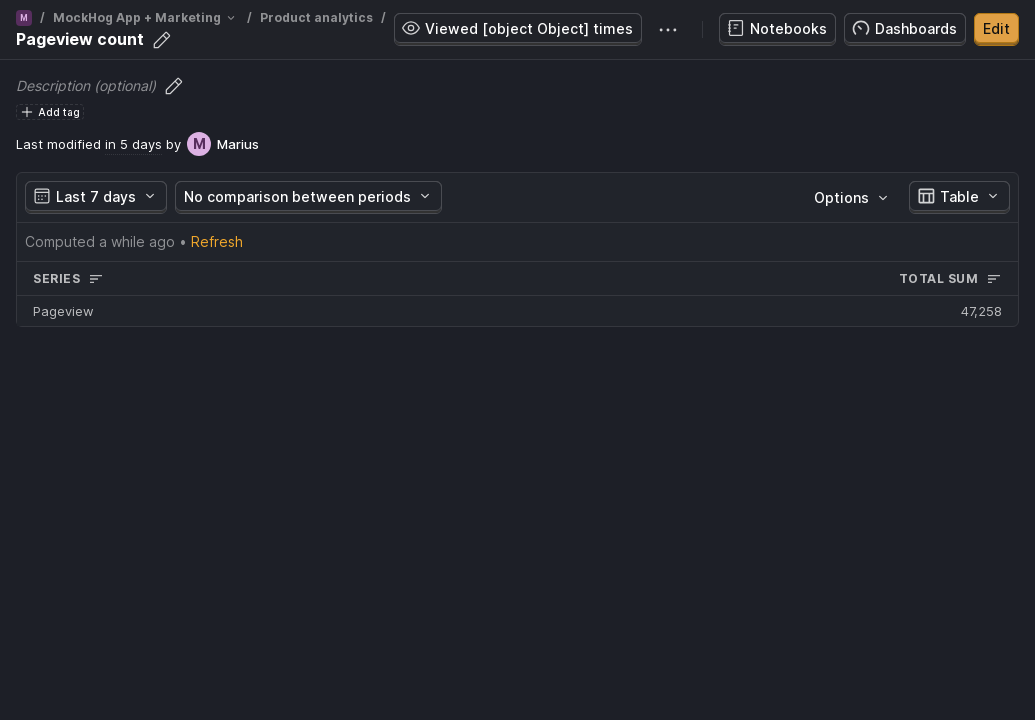 M / MockHog App + Marketing / Product analytics /
Pageview count
Viewed [object Object] times
Notebooks
Dashboards
Edit
Description (optional)
Add tag
Last modified in 5 days by M Marius
Last 7 days
No comparison between periods
Options
Table
Computed a while ago • Refresh
SERIES TOTAL SUM
Pageview 47,258